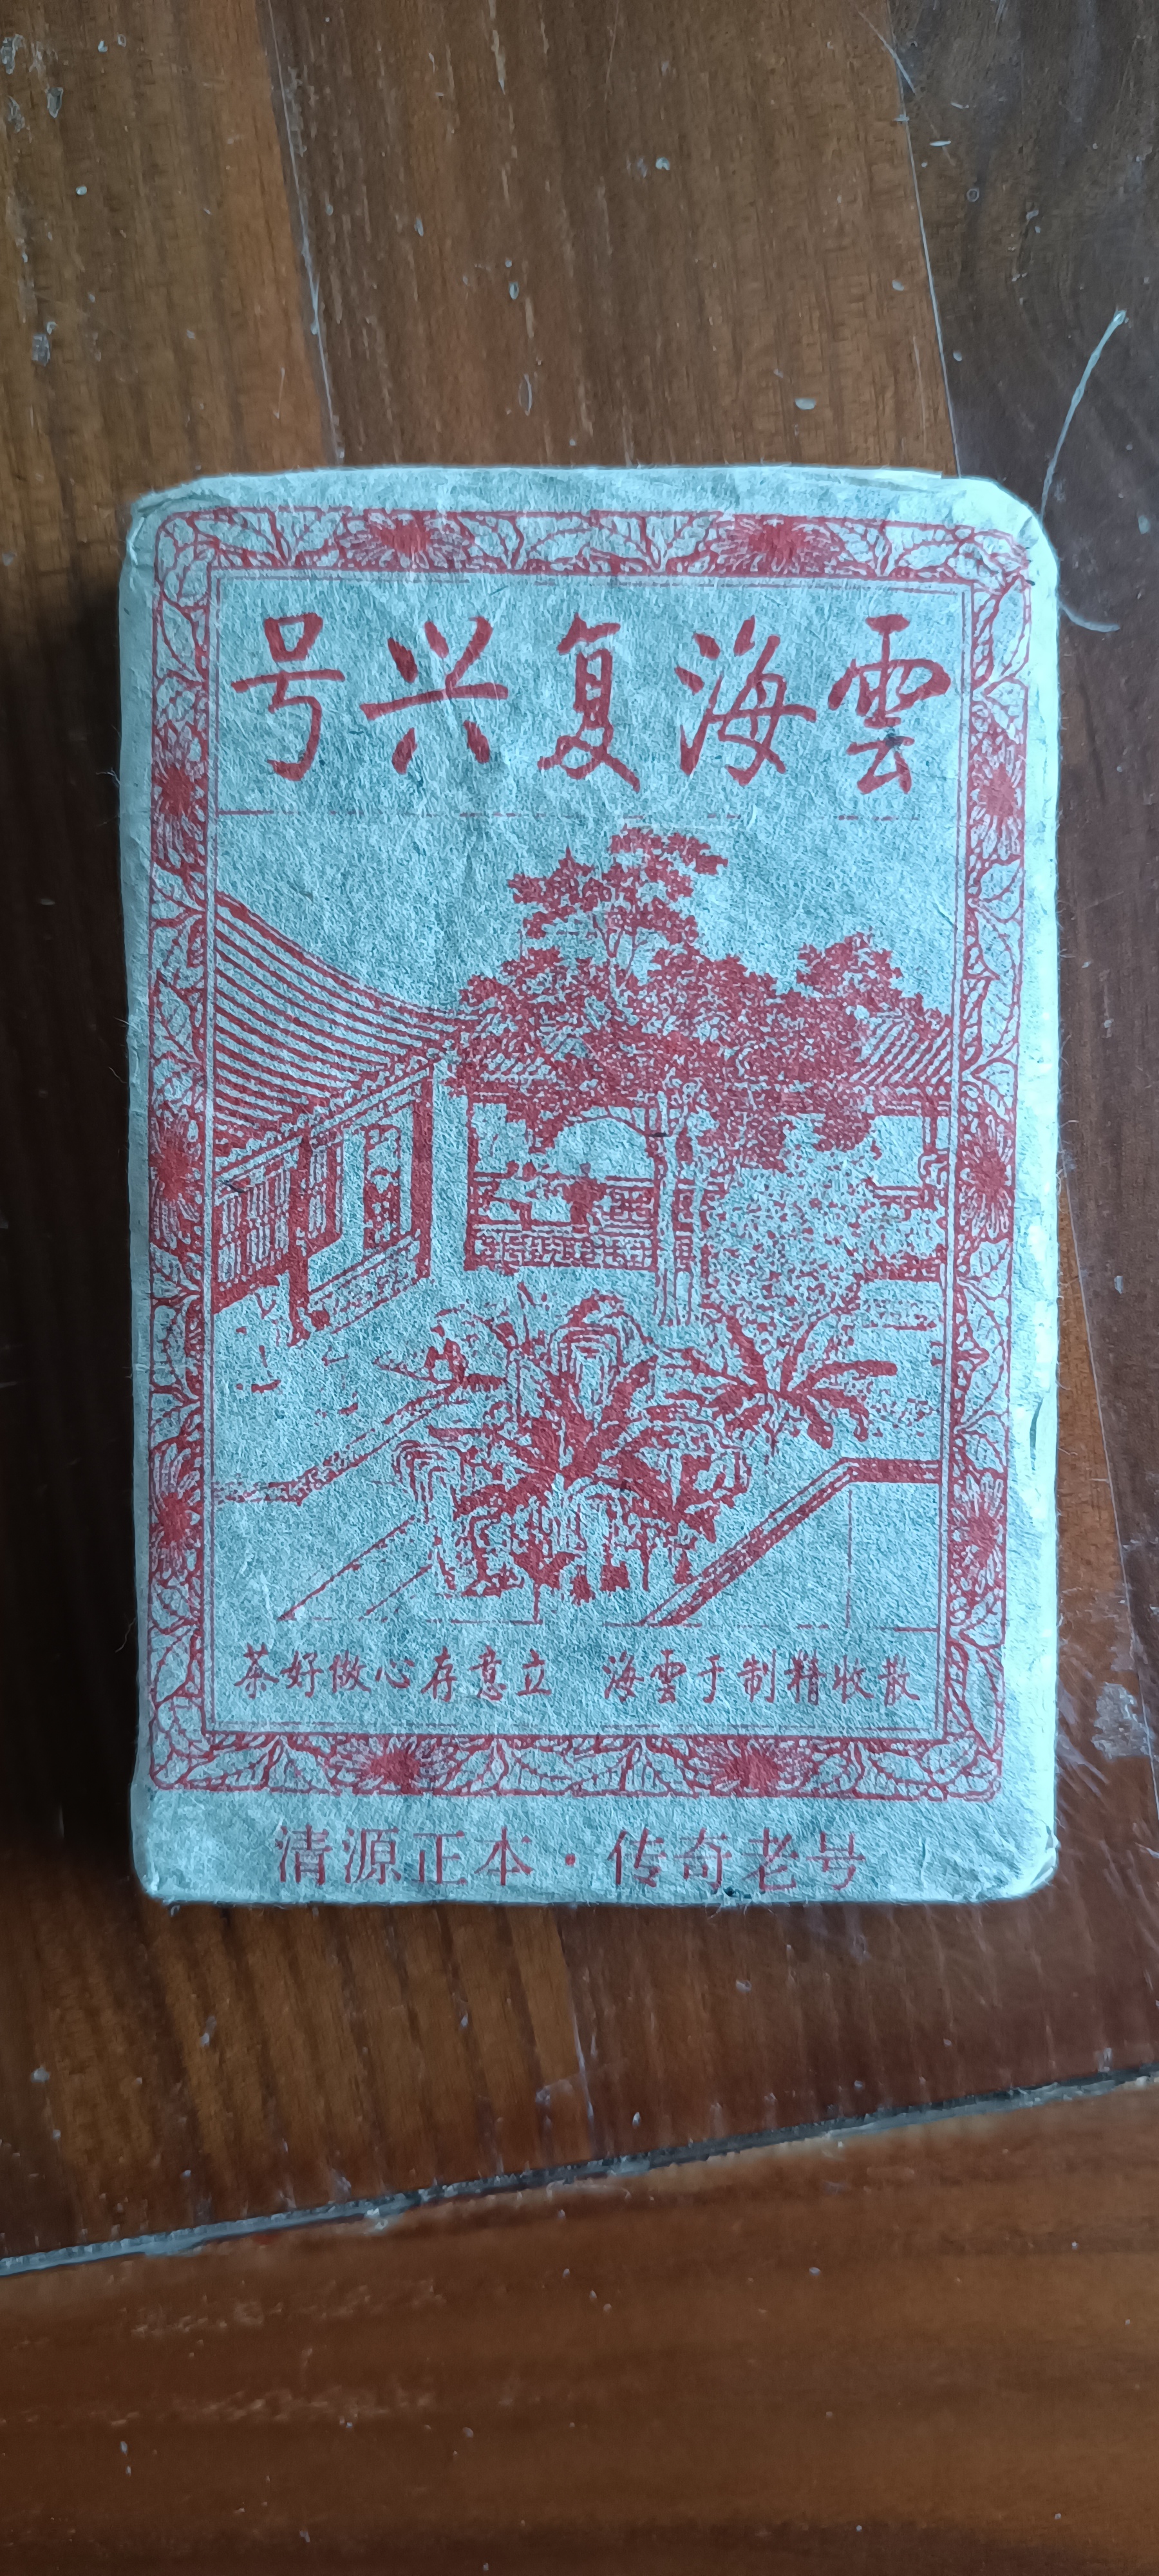 雲海复兴号
散收精制于雲海 立意存心做好茶
清源正本·传奇老号